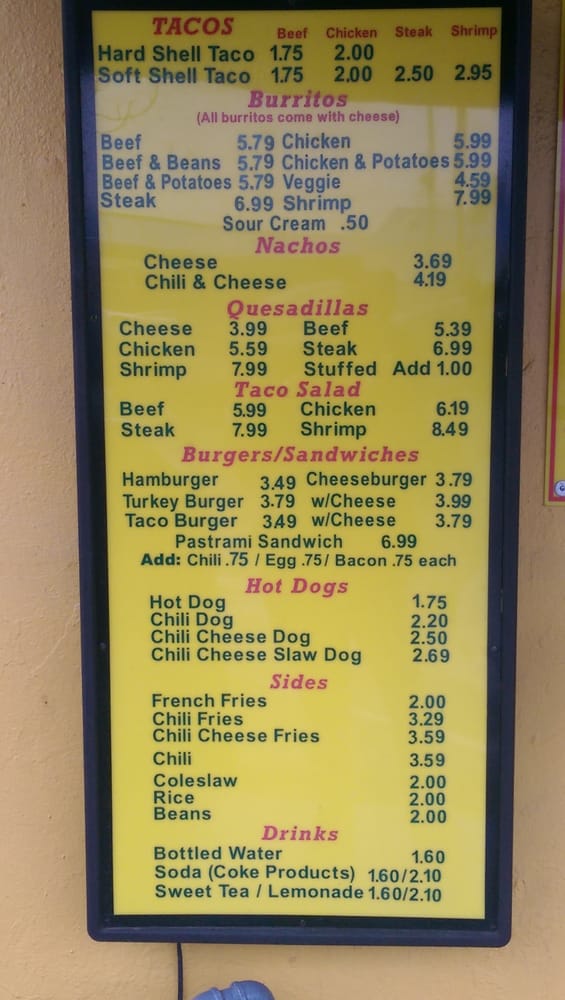 TACOS Beef Chicken Steak Shrimp
Hard Shell Taco 1.75 2.00
Soft Shell Taco 1.75 2.00 2.50 2.95
Burritos
(All burritos come with cheese)
Beef 5.79 Chicken 5.99
Beef & Beans 5.79 Chicken & Potatoes 5.99
Beef & Potatoes 5.79 Veggie 4.59
Steak 6.99 Shrimp 7.99
Sour Cream .50
Nachos
Cheese 3.69
Chili & Cheese 4.19
Quesadillas
Cheese 3.99 Beef 5.39
Chicken 5.59 Steak 6.99
Shrimp 7.99 Stuffed Add 1.00
Taco Salad
Beef 5.99 Chicken 6.19
Steak 7.99 Shrimp 8.49
Burgers/Sandwiches
Hamburger 3.49 Cheeseburger 3.79
Turkey Burger 3.79 w/Cheese 3.99
Taco Burger 3.49 w/Cheese 3.79
Pastrami Sandwich 6.99
Add: Chili .75 / Egg .75/ Bacon .75 each
Hot Dogs
Hot Dog 1.75
Chili Dog 2.20
Chili Cheese Dog 2.50
Chili Cheese Slaw Dog 2.69
Sides
French Fries 2.00
Chili Fries 3.29
Chili Cheese Fries 3.59
Chili 3.59
Coleslaw 2.00
Rice 2.00
Beans 2.00
Drinks
Bottled Water 1.60
Soda (Coke Products) 1.60/2.10
Sweet Tea / Lemonade 1.60/2.10